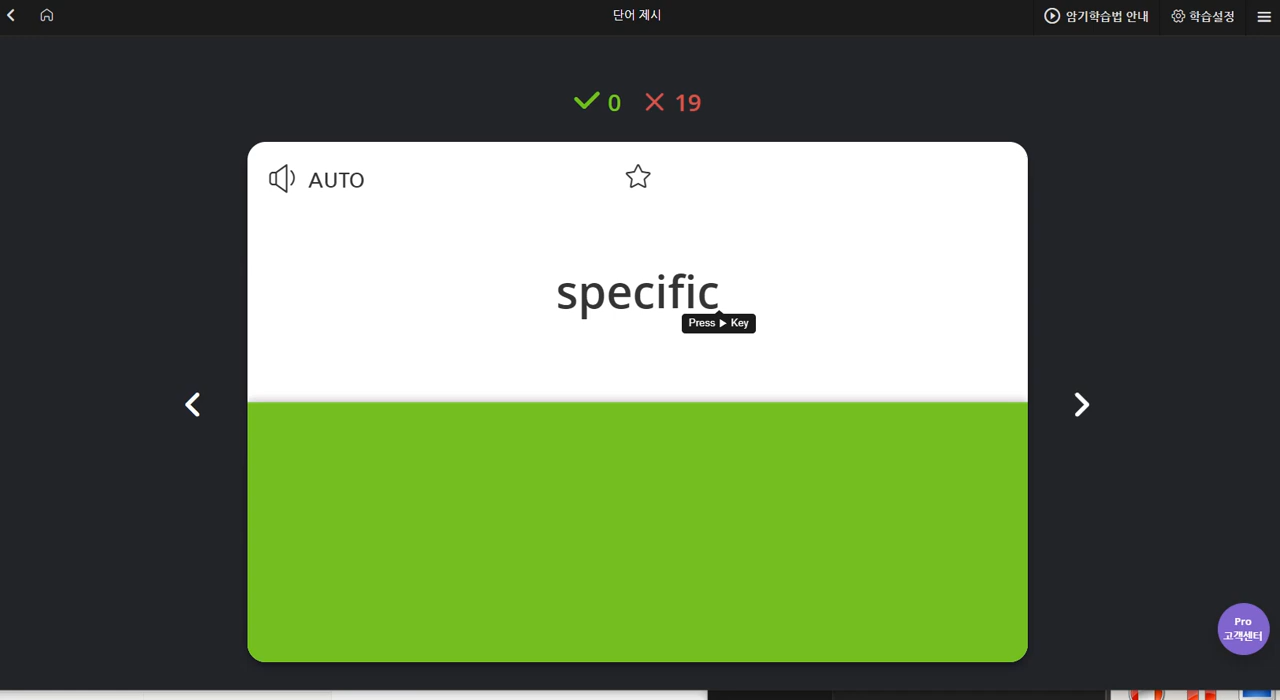 단어 제시
암기학습법 안내
학습설정
0
19
AUTO
specific
Press ▶ Key
Pro
고객센터